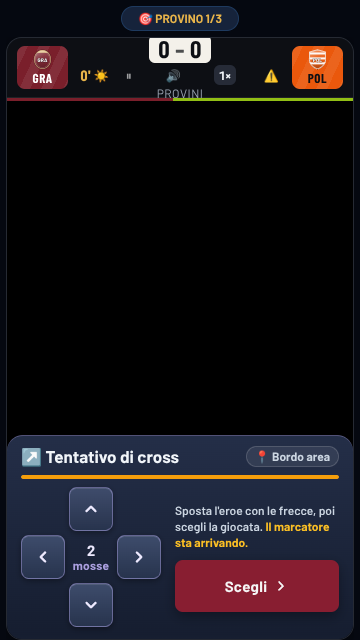 🎯 PROVINO 1/3
0 - 0
GRA
GRA
0' ☀️
⏸
🔊
1×
⚠️
POL
PROVINI
↗️ Tentativo di cross
📍 Bordo area
2
mosse
Sposta l'eroe con le frecce, poi
scegli la giocata. Il marcatore
sta arrivando.
Scegli >